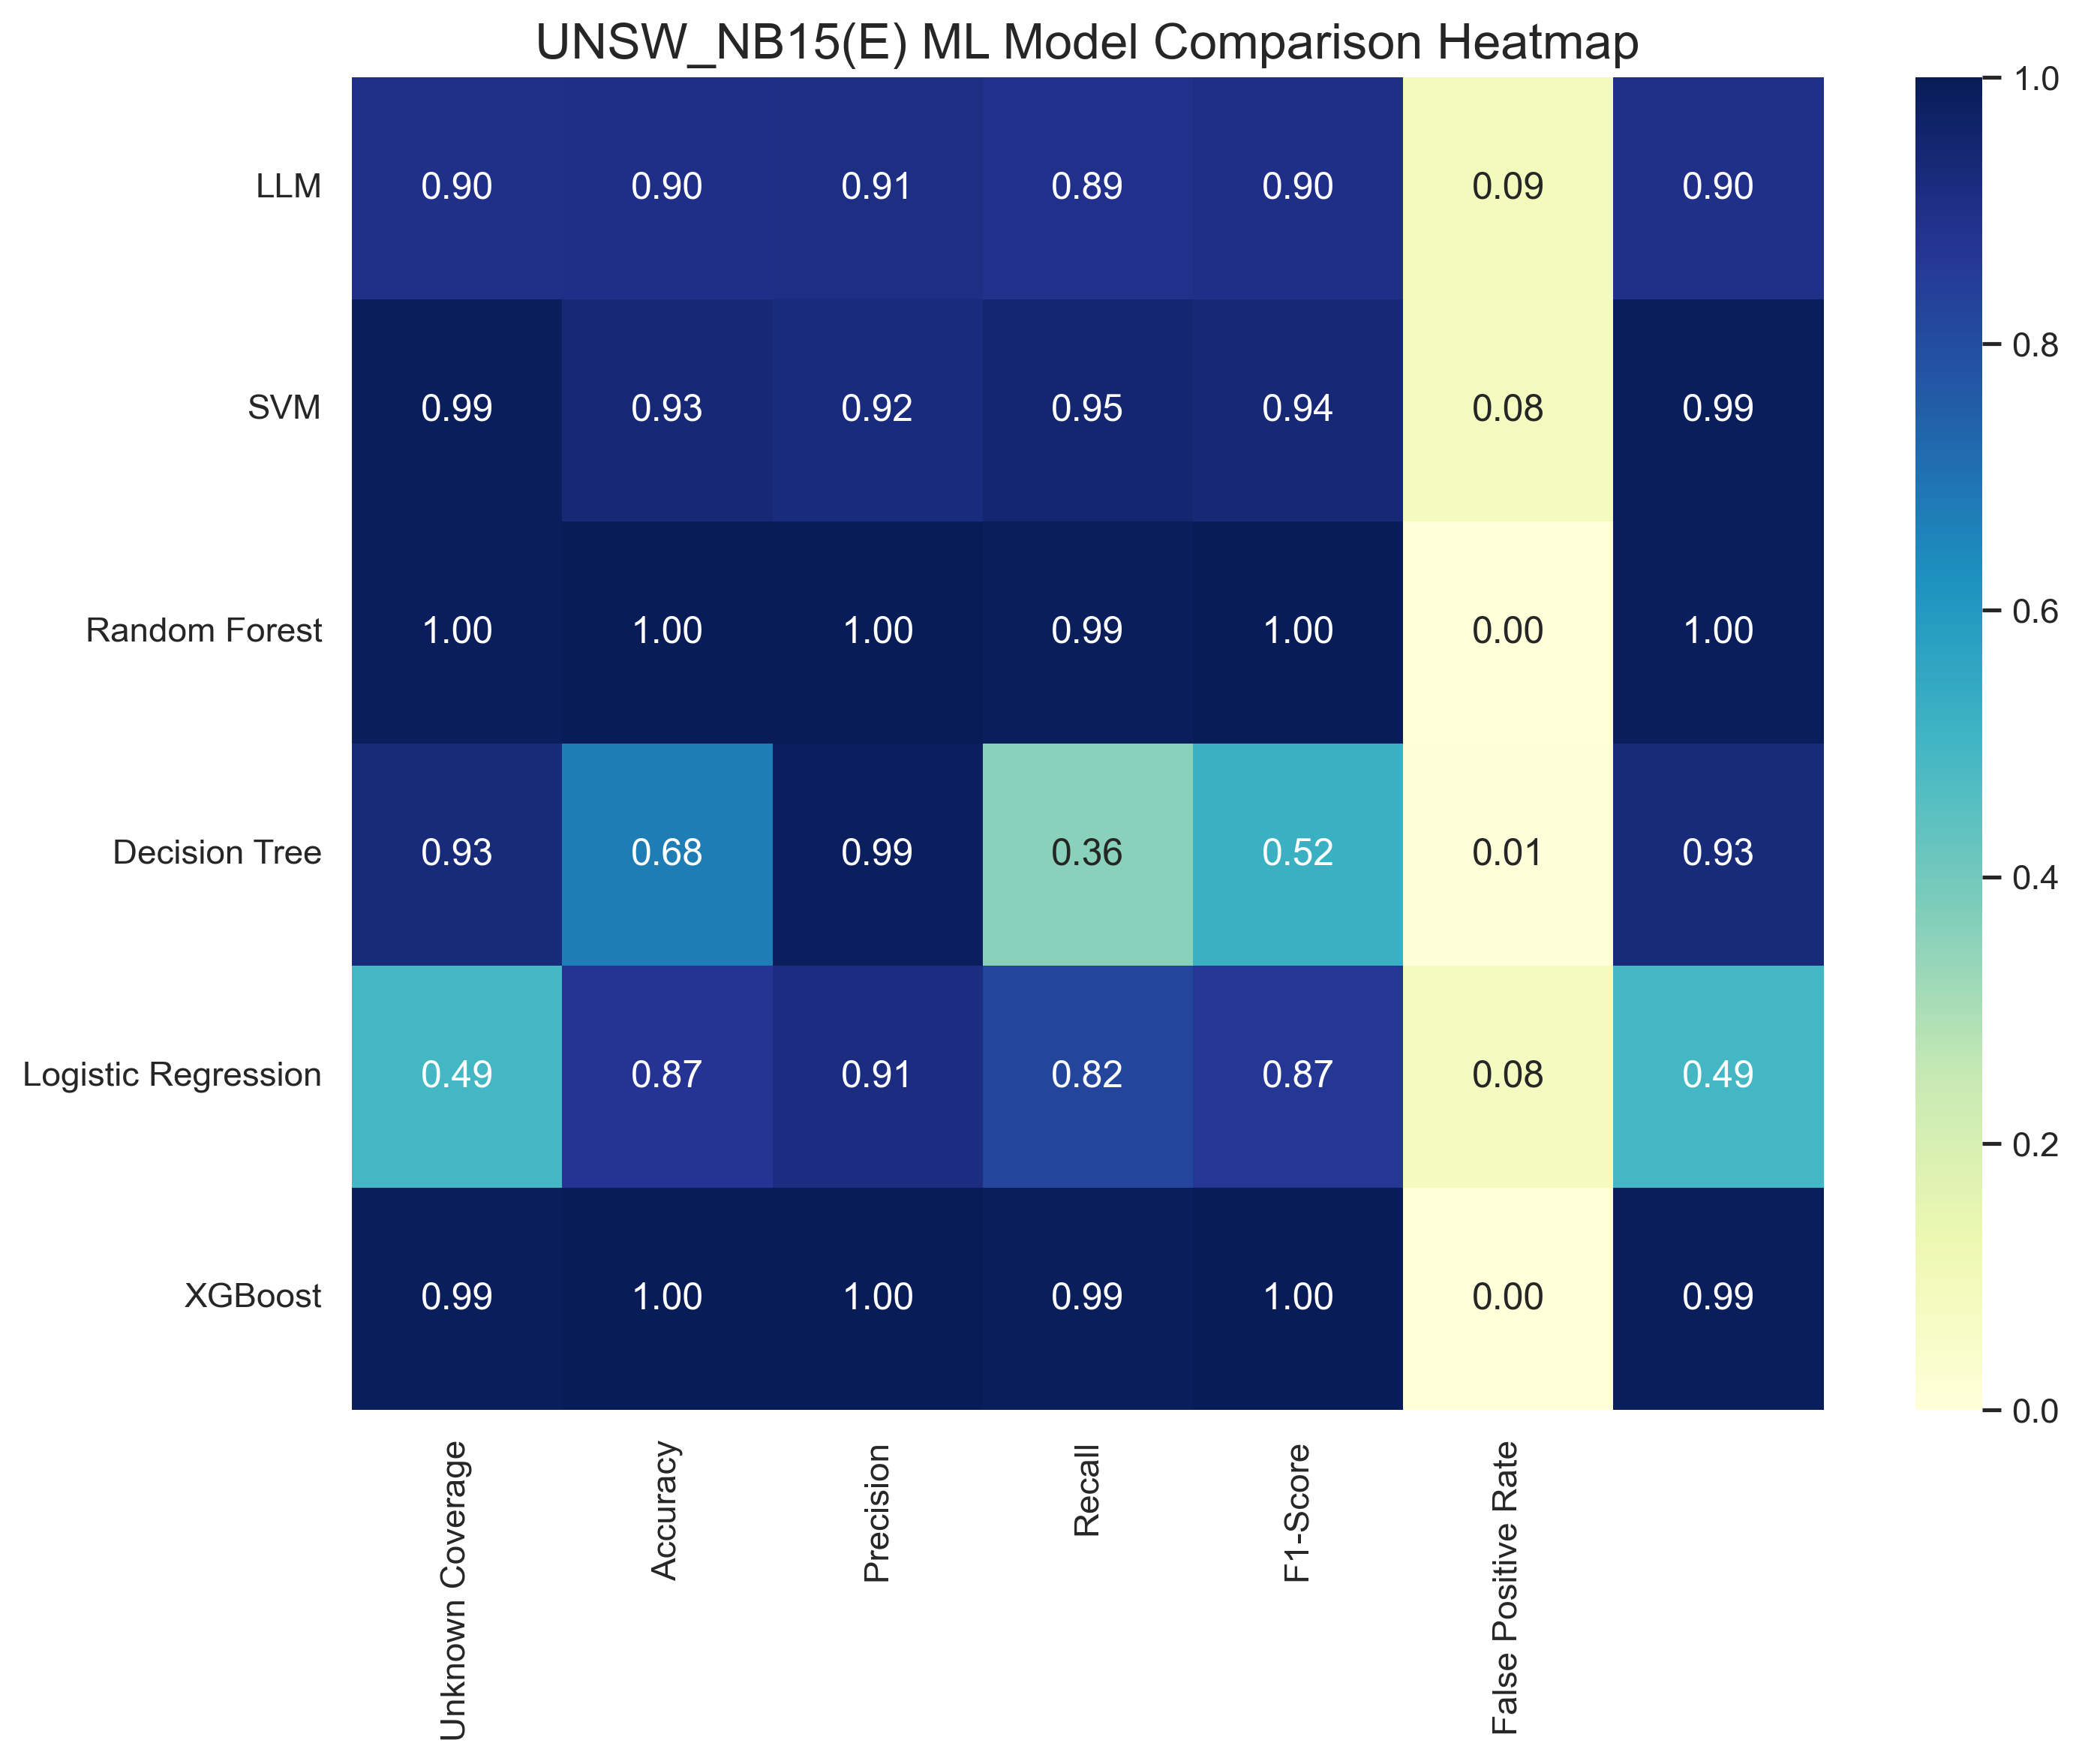 UNSW_NB15(E) ML Model Comparison Heatmap
LLM 0.90 0.90 0.91 0.89 0.90 0.09 0.90
SVM 0.99 0.93 0.92 0.95 0.94 0.08 0.99
Random Forest 1.00 1.00 1.00 0.99 1.00 0.00 1.00
Decision Tree 0.93 0.68 0.99 0.36 0.52 0.01 0.93
Logistic Regression 0.49 0.87 0.91 0.82 0.87 0.08 0.49
XGBoost 0.99 1.00 1.00 0.99 1.00 0.00 0.99
Unknown Coverage
Accuracy
Precision
Recall
F1-Score
False Positive Rate
1.0
0.8
0.6
0.4
0.2
0.0